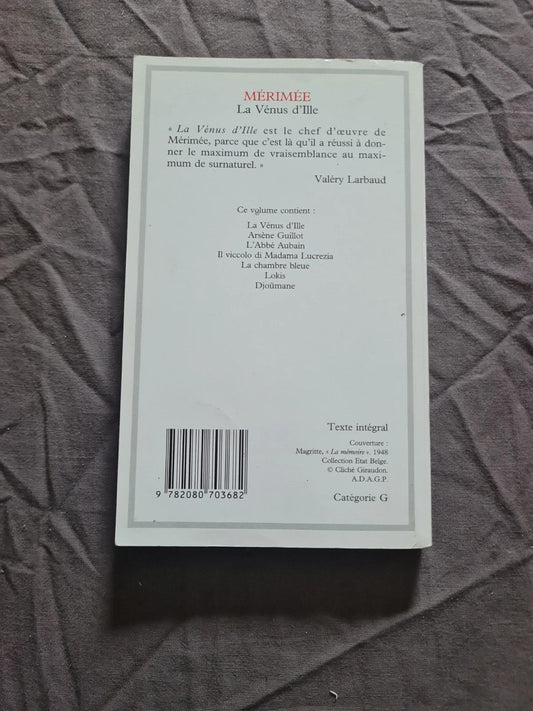 MÉRIMÉE
La Vénus d'Ille
« La Vénus d'Ille est le chef d'œuvre de
Mérimée, parce que c'est là qu'il a réussi à don-
ner le maximum de vraisemblance au maxi-
mum de surnaturel. »
Valéry Larbaud
Ce volume contient :
La Vénus d'Ille
Arsène Guillot
L'Abbé Aubain
Il viccolo di Madama Lucrezia
La chambre bleue
Lokis
Djoûmane
Texte intégral
Couverture :
Magritte, « La mémoire ». 1948
Collection Etat Belge.
© Cliché Giraudon.
A.D.A.G.P.
Catégorie G
9 782080 703682